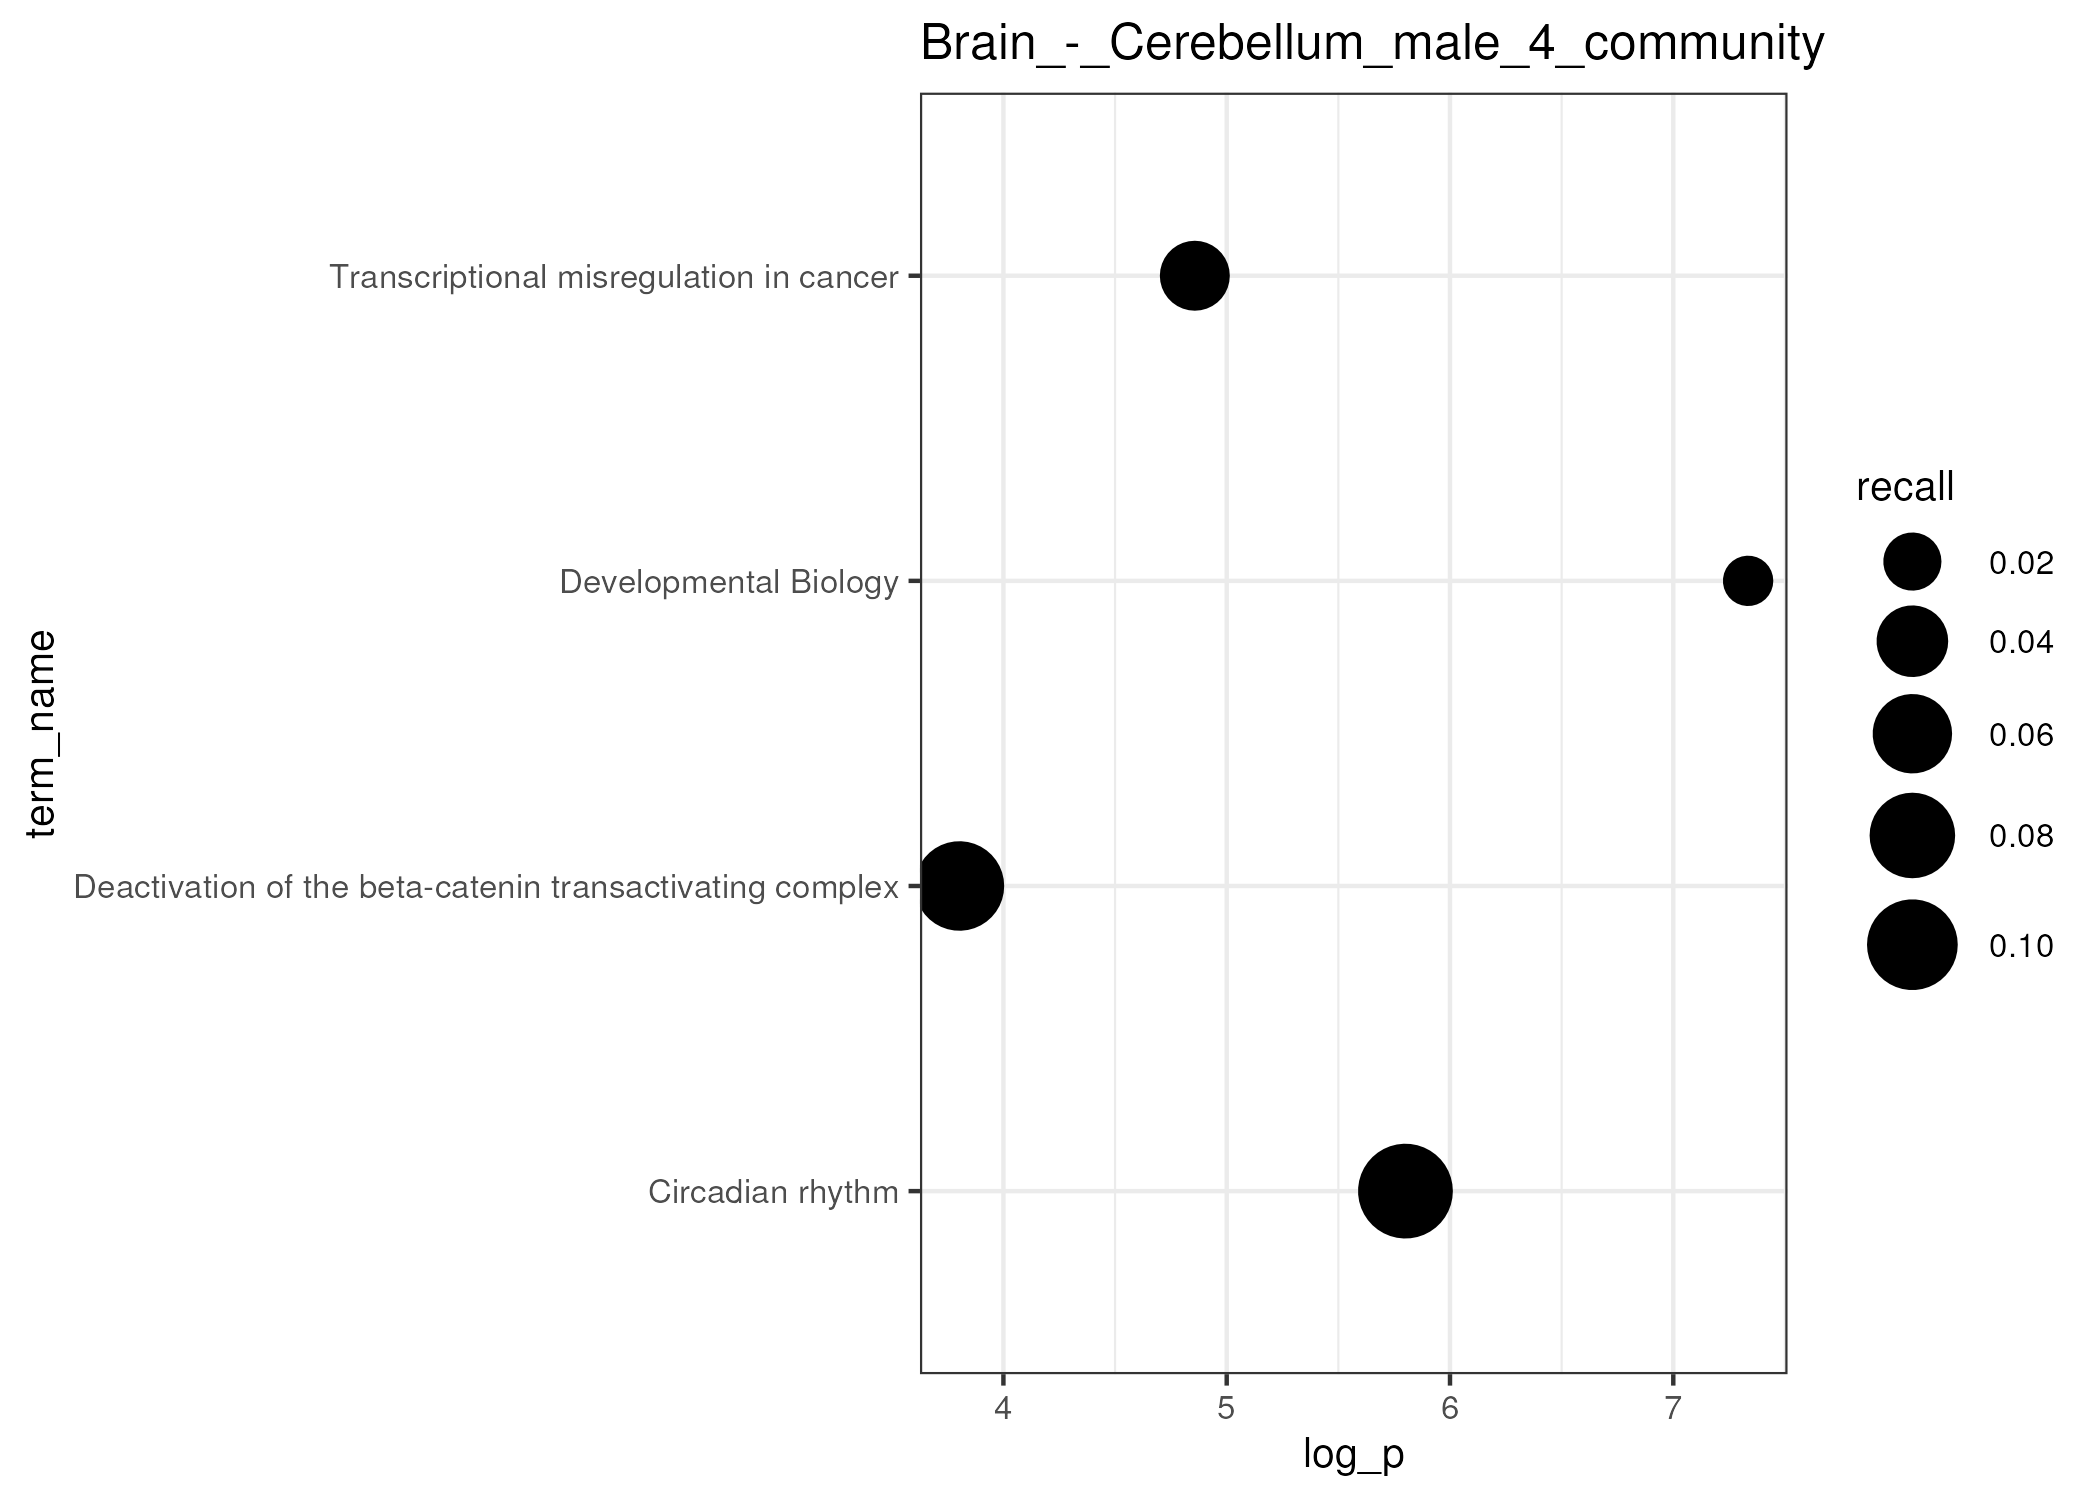 Brain_-_Cerebellum_male_4_community
Transcriptional misregulation in cancer
Developmental Biology
Deactivation of the beta-catenin transactivating complex
Circadian rhythm
term_name
4 5 6 7
log_p
recall
0.02
0.04
0.06
0.08
0.10